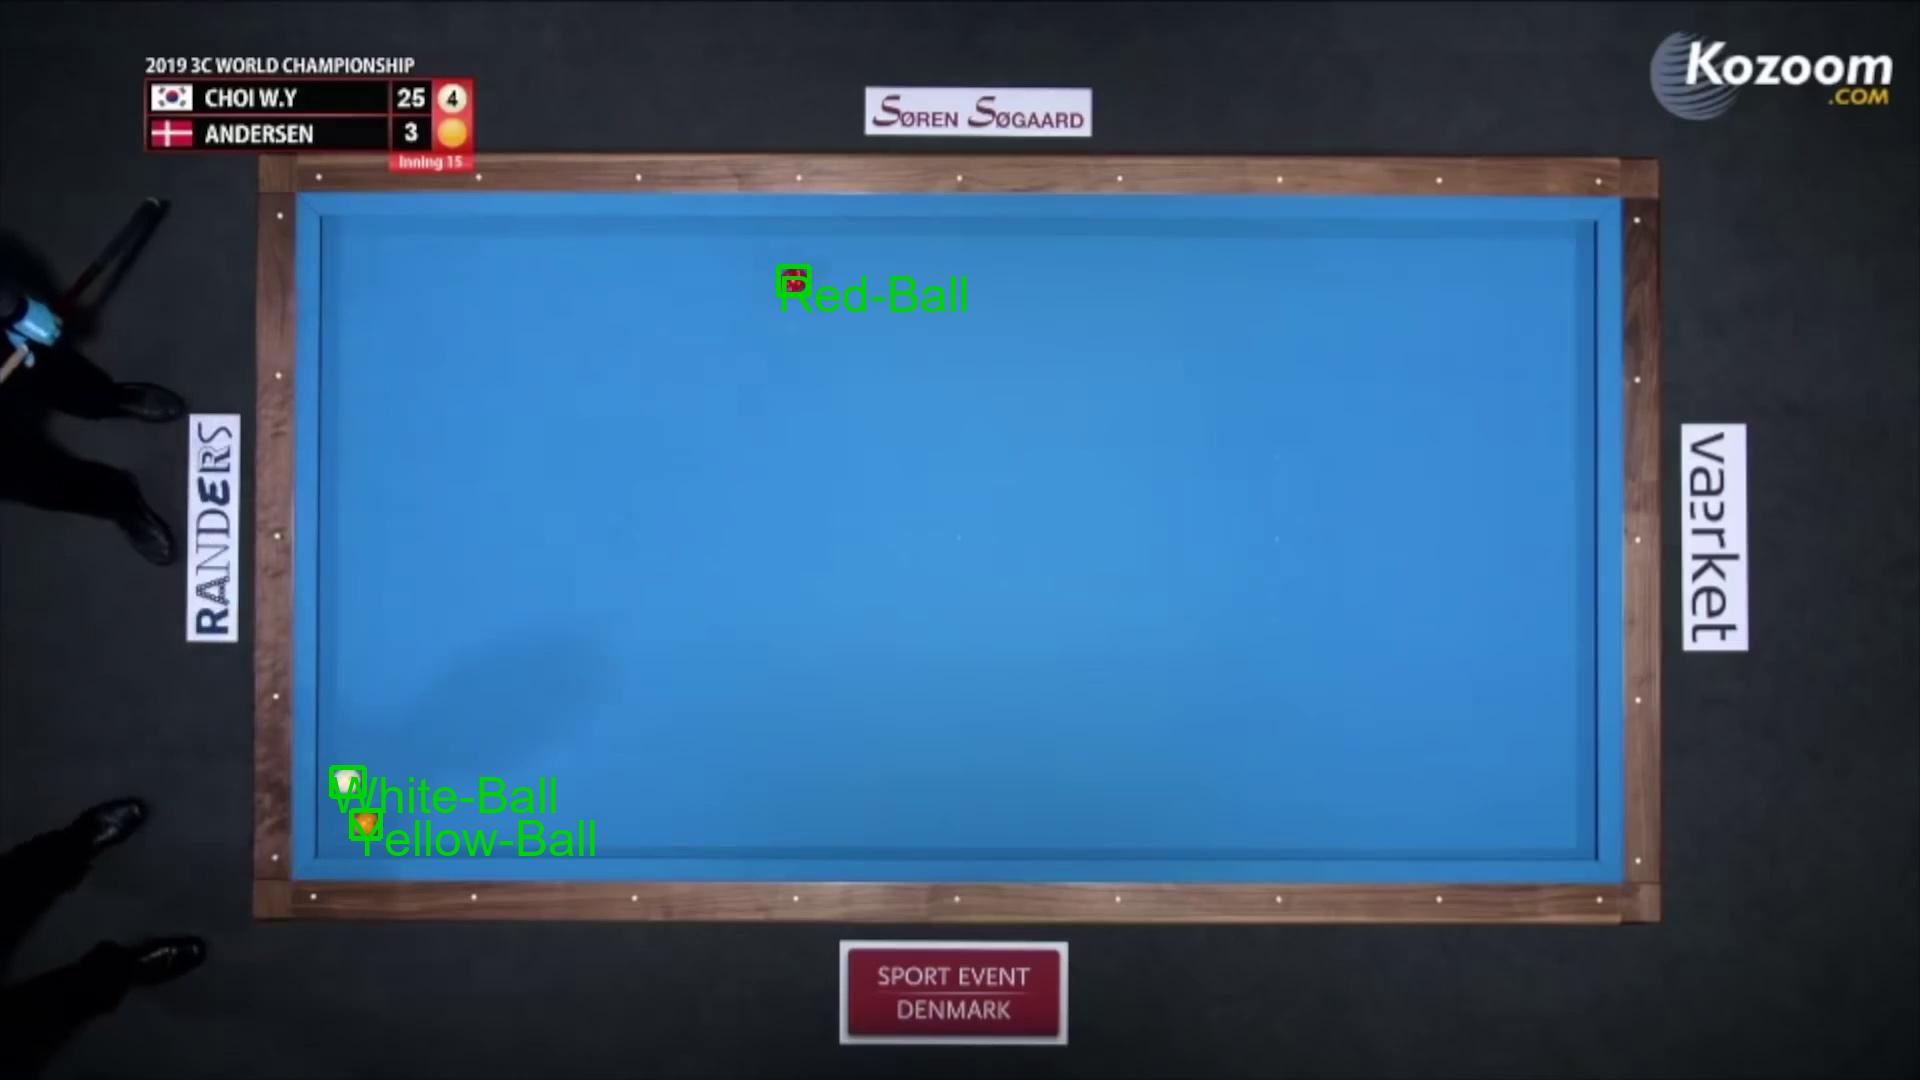 2019 3C WORLD CHAMPIONSHIP
CHOI W.Y 25 4
ANDERSEN 3
Inning 15
Kozoom
.COM
SØREN SØGAARD
RANDERS
værket
Red-Ball
White-Ball
Yellow-Ball
SPORT EVENT
DENMARK